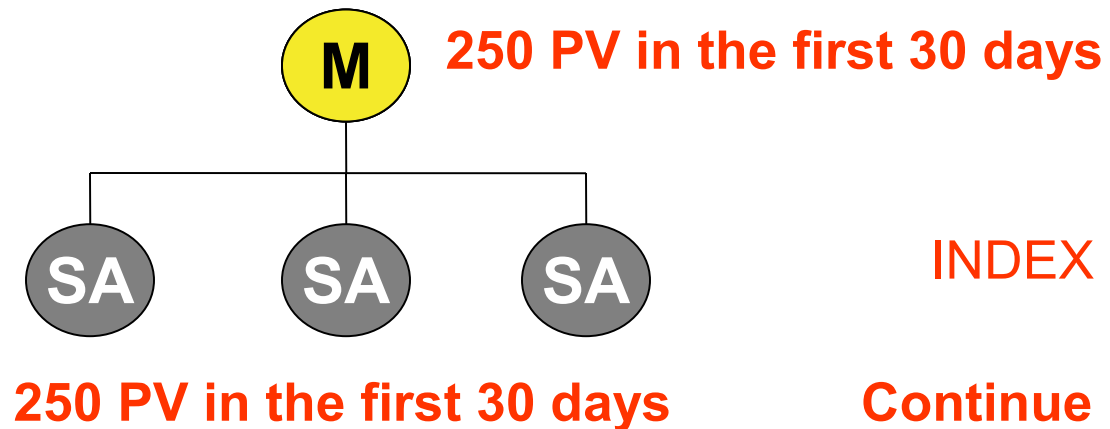 M
250 PV in the first 30 days
SA SA SA
INDEX
250 PV in the first 30 days
Continue